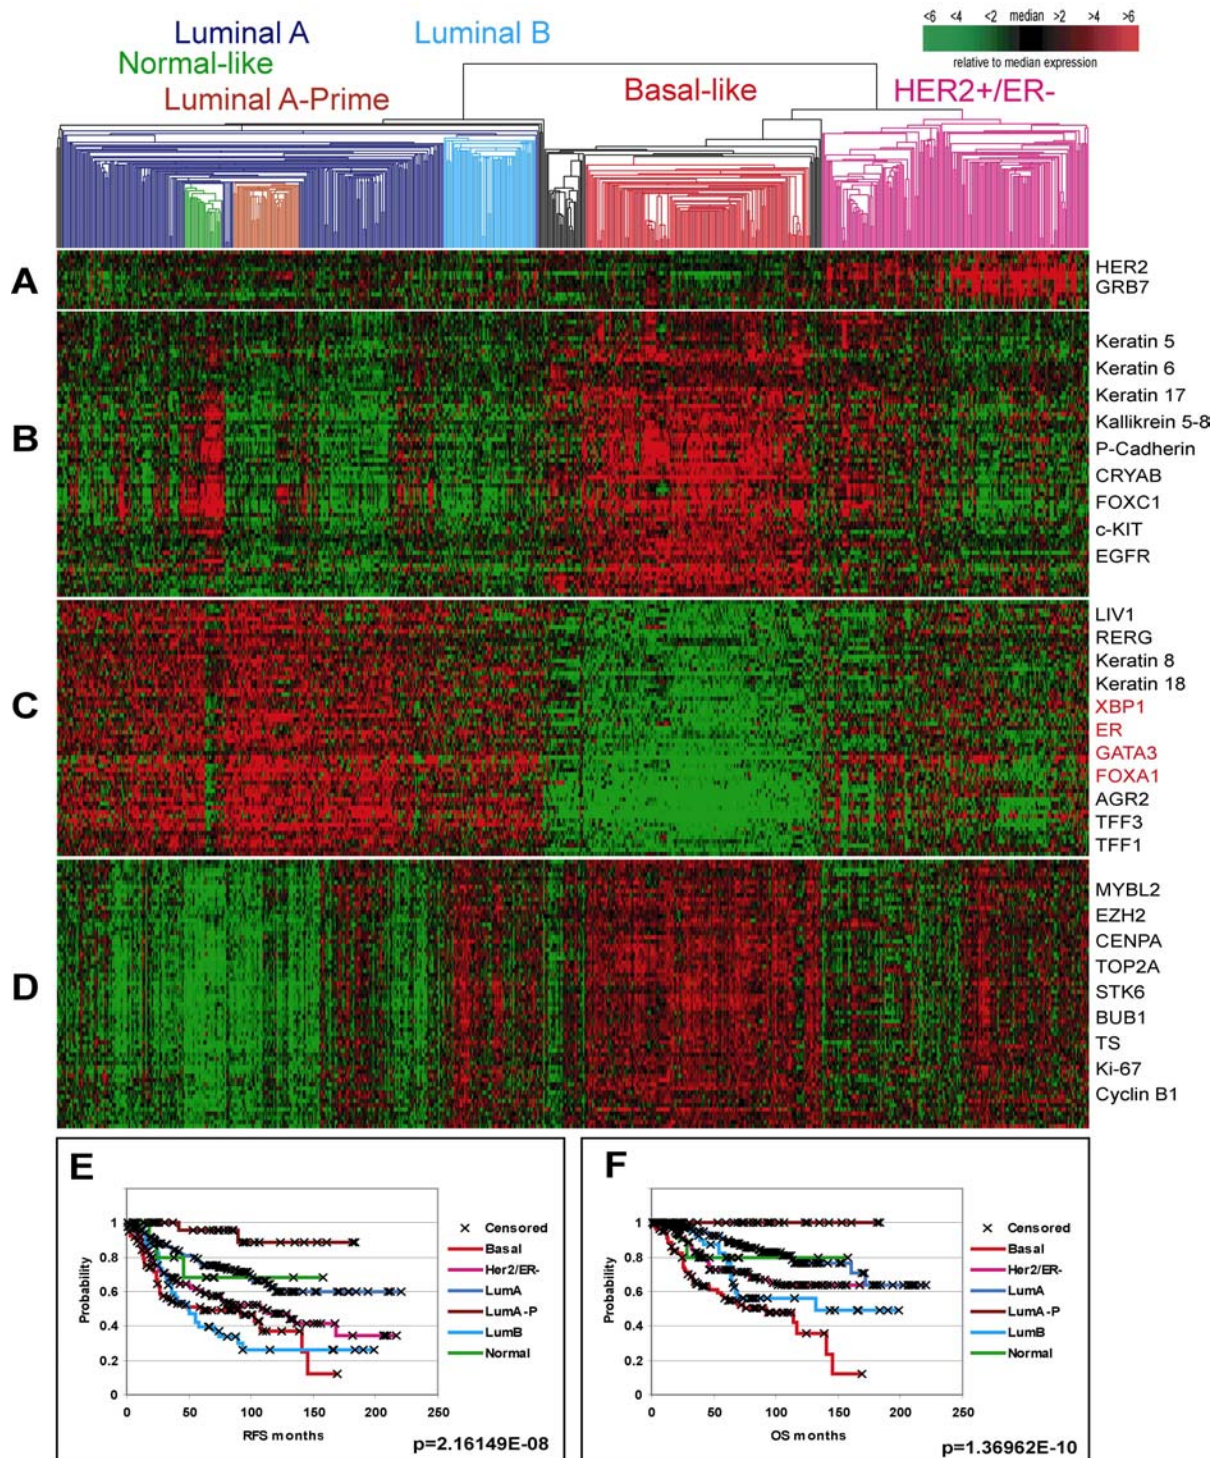 Luminal A
Luminal B
Normal-like
Luminal A-Prime
Basal-like
HER2+/ER-
<6 <4 <2 median >2 >4 >6
relative to median expression
A
HER2
GRB7
B
Keratin 5
Keratin 6
Keratin 17
Kallikrein 5-8
P-Cadherin
CRYAB
FOXC1
c-KIT
EGFR
C
LIV1
RERG
Keratin 8
Keratin 18
XBP1
ER
GATA3
FOXA1
AGR2
TFF3
TFF1
D
MYBL2
EZH2
CENPA
TOP2A
STK6
BUB1
TS
Ki-67
Cyclin B1
E
Probability
1
0.8
0.6
0.4
0.2
0
0 50 100 150 200 250
RFS months
Censored
Basal
Her2/ER-
LumA
LumA-P
LumB
Normal
p=2.16149E-08
F
Probability
1
0.8
0.6
0.4
0.2
0
0 50 100 150 200 250
OS months
Censored
Basal
Her2/ER-
LumA
LumA-P
LumB
Normal
p=1.36962E-10